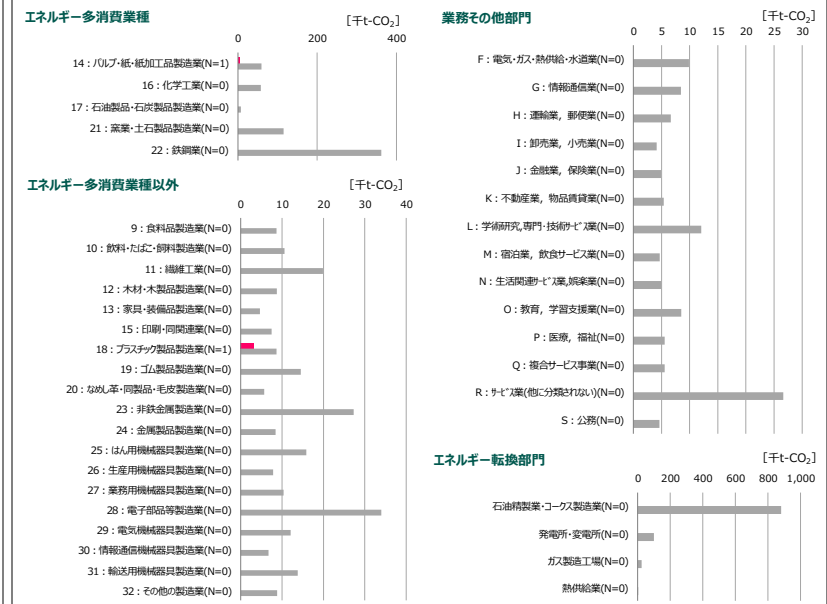 エネルギー多消費業種
[千t-CO₂]
0 200 400
14：パルプ・紙・紙加工品製造業(N=1)
16：化学工業(N=0)
17：石油製品・石炭製品製造業(N=0)
21：窯業・土石製品製造業(N=0)
22：鉄鋼業(N=0)
エネルギー多消費業種以外
[千t-CO₂]
0 10 20 30 40
9：食料品製造業(N=0)
10：飲料・たばこ・飼料製造業(N=0)
11：繊維工業(N=0)
12：木材・木製品製造業(N=0)
13：家具・装備品製造業(N=0)
15：印刷・同関連業(N=0)
18：プラスチック製品製造業(N=1)
19：ゴム製品製造業(N=0)
20：なめし革・同製品・毛皮製造業(N=0)
23：非鉄金属製造業(N=0)
24：金属製品製造業(N=0)
25：はん用機械器具製造業(N=0)
26：生産用機械器具製造業(N=0)
27：業務用機械器具製造業(N=0)
28：電子部品等製造業(N=0)
29：電気機械器具製造業(N=0)
30：情報通信機械器具製造業(N=0)
31：輸送用機械器具製造業(N=0)
32：その他の製造業(N=0)
業務その他部門
[千t-CO₂]
0 5 10 15 20 25 30
F：電気・ガス・熱供給・水道業(N=0)
G：情報通信業(N=0)
H：運輸業，郵便業(N=0)
I：卸売業，小売業(N=0)
J：金融業，保険業(N=0)
K：不動産業，物品賃貸業(N=0)
L：学術研究,専門・技術サービス業(N=0)
M：宿泊業，飲食サービス業(N=0)
N：生活関連サービス業,娯楽業(N=0)
O：教育，学習支援業(N=0)
P：医療，福祉(N=0)
Q：複合サービス事業(N=0)
R：サービス業(他に分類されない)(N=0)
S：公務(N=0)
エネルギー転換部門
[千t-CO₂]
0 200 400 600 800 1,000
石油精製業・コークス製造業(N=0)
発電所・変電所(N=0)
ガス製造工場(N=0)
熱供給業(N=0)